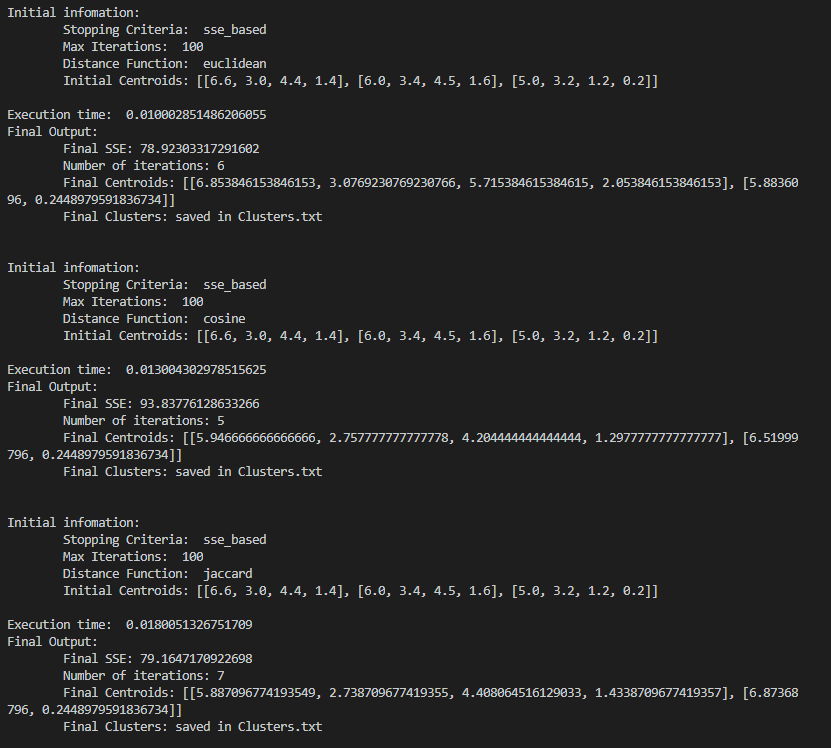 Initial infomation:
Stopping Criteria:  sse_based
Max Iterations:  100
Distance Function:  euclidean
Initial Centroids: [[6.6, 3.0, 4.4, 1.4], [6.0, 3.4, 4.5, 1.6], [5.0, 3.2, 1.2, 0.2]]
Execution time:  0.010002851486206055
Final Output:
Final SSE: 78.92303317291602
Number of iterations: 6
Final Centroids: [[6.853846153846153, 3.0769230769230766, 5.715384615384615, 2.053846153846153], [5.88360
96, 0.2448979591836734]]
Final Clusters: saved in Clusters.txt
Initial infomation:
Stopping Criteria:  sse_based
Max Iterations:  100
Distance Function:  cosine
Initial Centroids: [[6.6, 3.0, 4.4, 1.4], [6.0, 3.4, 4.5, 1.6], [5.0, 3.2, 1.2, 0.2]]
Execution time:  0.013004302978515625
Final Output:
Final SSE: 93.83776128633266
Number of iterations: 5
Final Centroids: [[5.946666666666666, 2.757777777777778, 4.204444444444444, 1.2977777777777777], [6.51999
796, 0.2448979591836734]]
Final Clusters: saved in Clusters.txt
Initial infomation:
Stopping Criteria:  sse_based
Max Iterations:  100
Distance Function:  jaccard
Initial Centroids: [[6.6, 3.0, 4.4, 1.4], [6.0, 3.4, 4.5, 1.6], [5.0, 3.2, 1.2, 0.2]]
Execution time:  0.0180051326751709
Final Output:
Final SSE: 79.1647170922698
Number of iterations: 7
Final Centroids: [[5.887096774193549, 2.738709677419355, 4.408064516129033, 1.4338709677419357], [6.87368
796, 0.2448979591836734]]
Final Clusters: saved in Clusters.txt